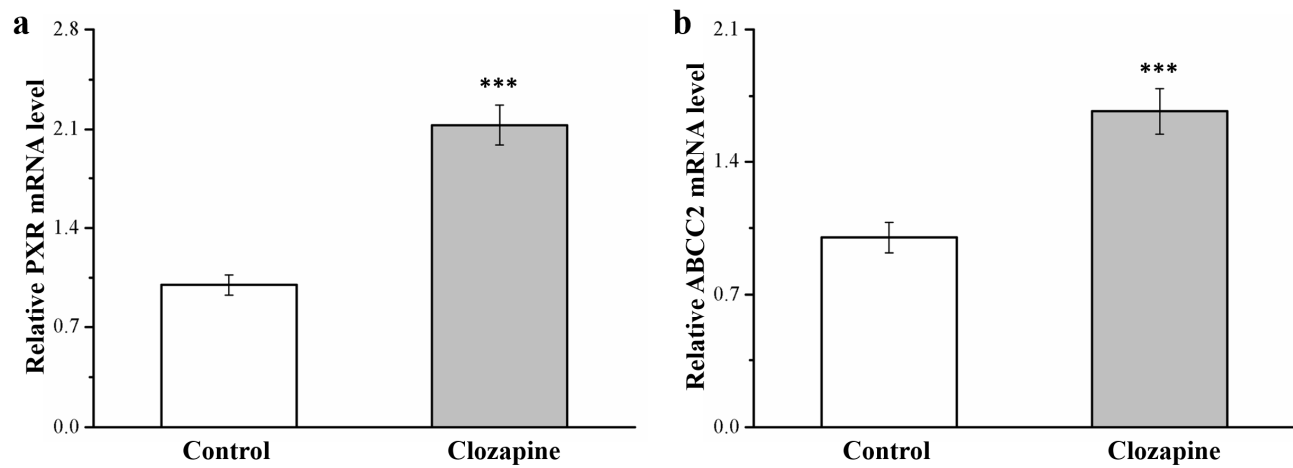 a
Relative PXR mRNA level
2.8
2.1
1.4
0.7
0.0
***
Control
Clozapine
b
Relative ABCC2 mRNA level
2.1
1.4
0.7
0.0
***
Control
Clozapine